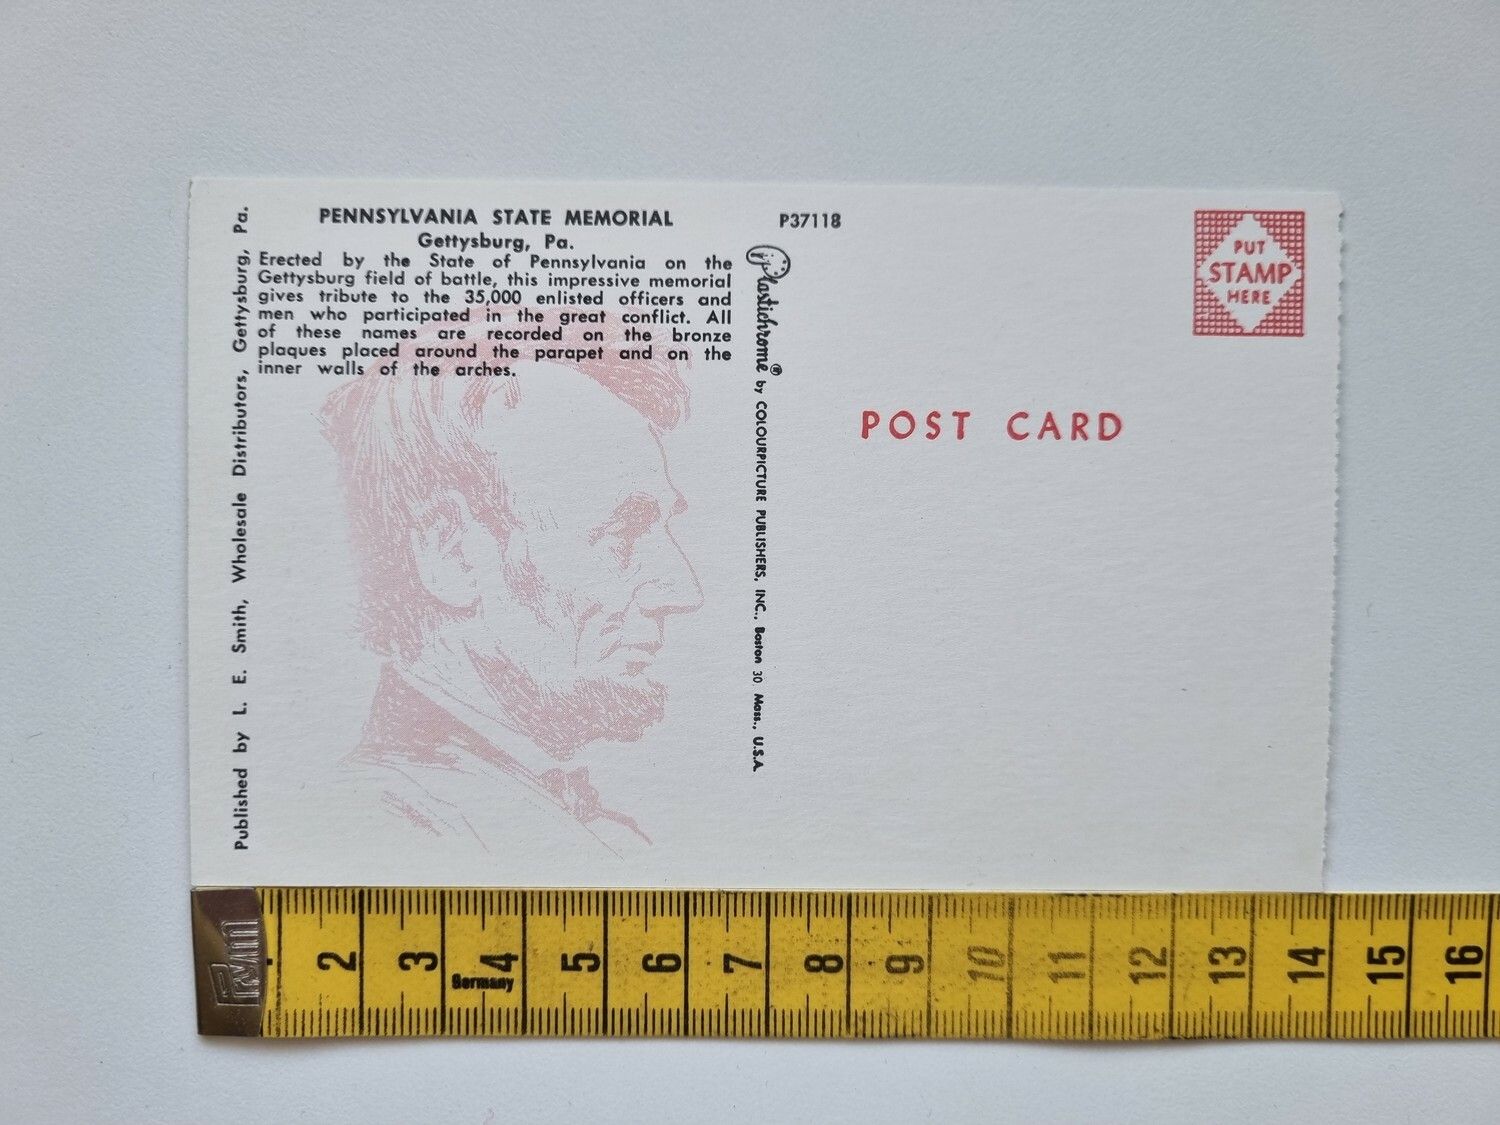 PENNSYLVANIA STATE MEMORIAL
Gettysburg, Pa.
Erected by the State of Pennsylvania on the
Gettysburg field of battle, this impressive memorial
gives tribute to the 35,000 enlisted officers and
men who participated in the great conflict. All
of these names are recorded on the bronze
plaques placed around the parapet and on the
inner walls of the arches.
Published by L. E. Smith, Wholesale Distributors, Gettysburg, Pa.
P37118
Plastichrome® by COLOURPICTURE PUBLISHERS, INC., Boston 30, Mass., U.S.A.
PUT
STAMP
HERE
POST CARD
Prym
2 3 4 5 6 7 8 9 10 11 12 13 14 15 16
Germany